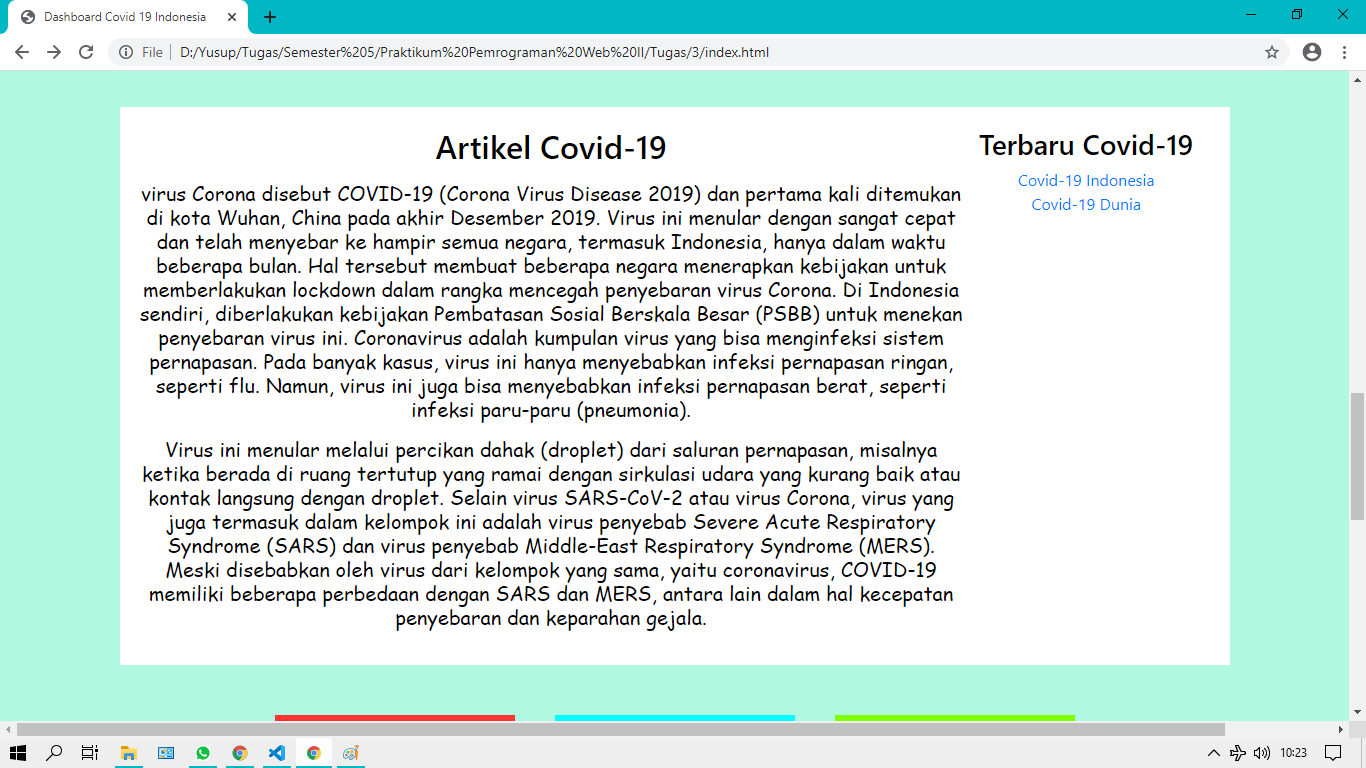 Dashboard Covid 19 Indonesia
File
D:/Yusup/Tugas/Semester%205/Praktikum%20Pemrograman%20Web%20II/Tugas/3/index.html
Artikel Covid-19
virus Corona disebut COVID-19 (Corona Virus Disease 2019) dan pertama kali ditemukan
di kota Wuhan, China pada akhir Desember 2019. Virus ini menular dengan sangat cepat
dan telah menyebar ke hampir semua negara, termasuk Indonesia, hanya dalam waktu
beberapa bulan. Hal tersebut membuat beberapa negara menerapkan kebijakan untuk
memberlakukan lockdown dalam rangka mencegah penyebaran virus Corona. Di Indonesia
sendiri, diberlakukan kebijakan Pembatasan Sosial Berskala Besar (PSBB) untuk menekan
penyebaran virus ini. Coronavirus adalah kumpulan virus yang bisa menginfeksi sistem
pernapasan. Pada banyak kasus, virus ini hanya menyebabkan infeksi pernapasan ringan,
seperti flu. Namun, virus ini juga bisa menyebabkan infeksi pernapasan berat, seperti
infeksi paru-paru (pneumonia).
Virus ini menular melalui percikan dahak (droplet) dari saluran pernapasan, misalnya
ketika berada di ruang tertutup yang ramai dengan sirkulasi udara yang kurang baik atau
kontak langsung dengan droplet. Selain virus SARS-CoV-2 atau virus Corona, virus yang
juga termasuk dalam kelompok ini adalah virus penyebab Severe Acute Respiratory
Syndrome (SARS) dan virus penyebab Middle-East Respiratory Syndrome (MERS).
Meski disebabkan oleh virus dari kelompok yang sama, yaitu coronavirus, COVID-19
memiliki beberapa perbedaan dengan SARS dan MERS, antara lain dalam hal kecepatan
penyebaran dan keparahan gejala.
Terbaru Covid-19
Covid-19 Indonesia
Covid-19 Dunia
10:23